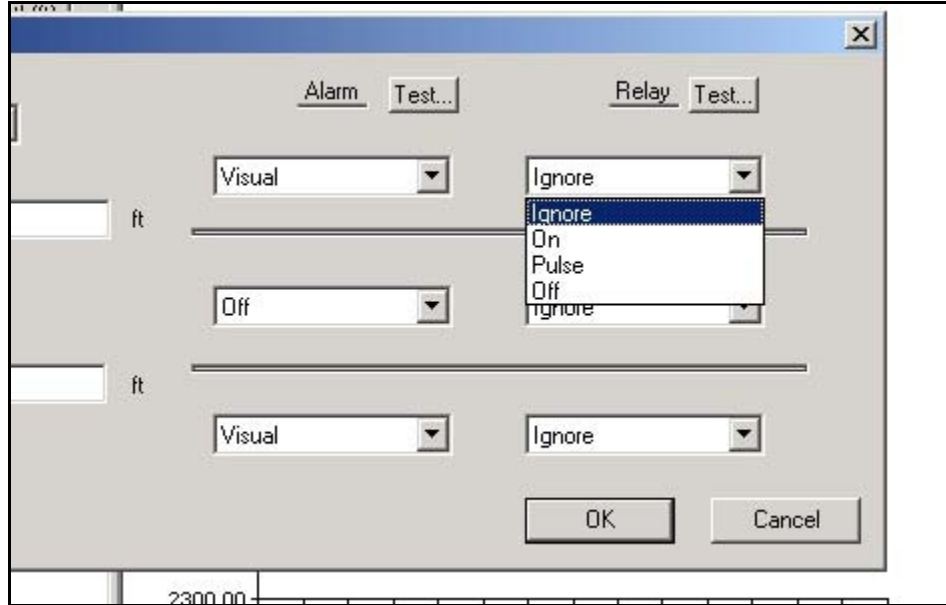 Alarm Test... Relay Test...
Visual Ignore
ft Ignore
On
Pulse
Off
Off Ignore
ft
Visual Ignore
OK Cancel
2300.00